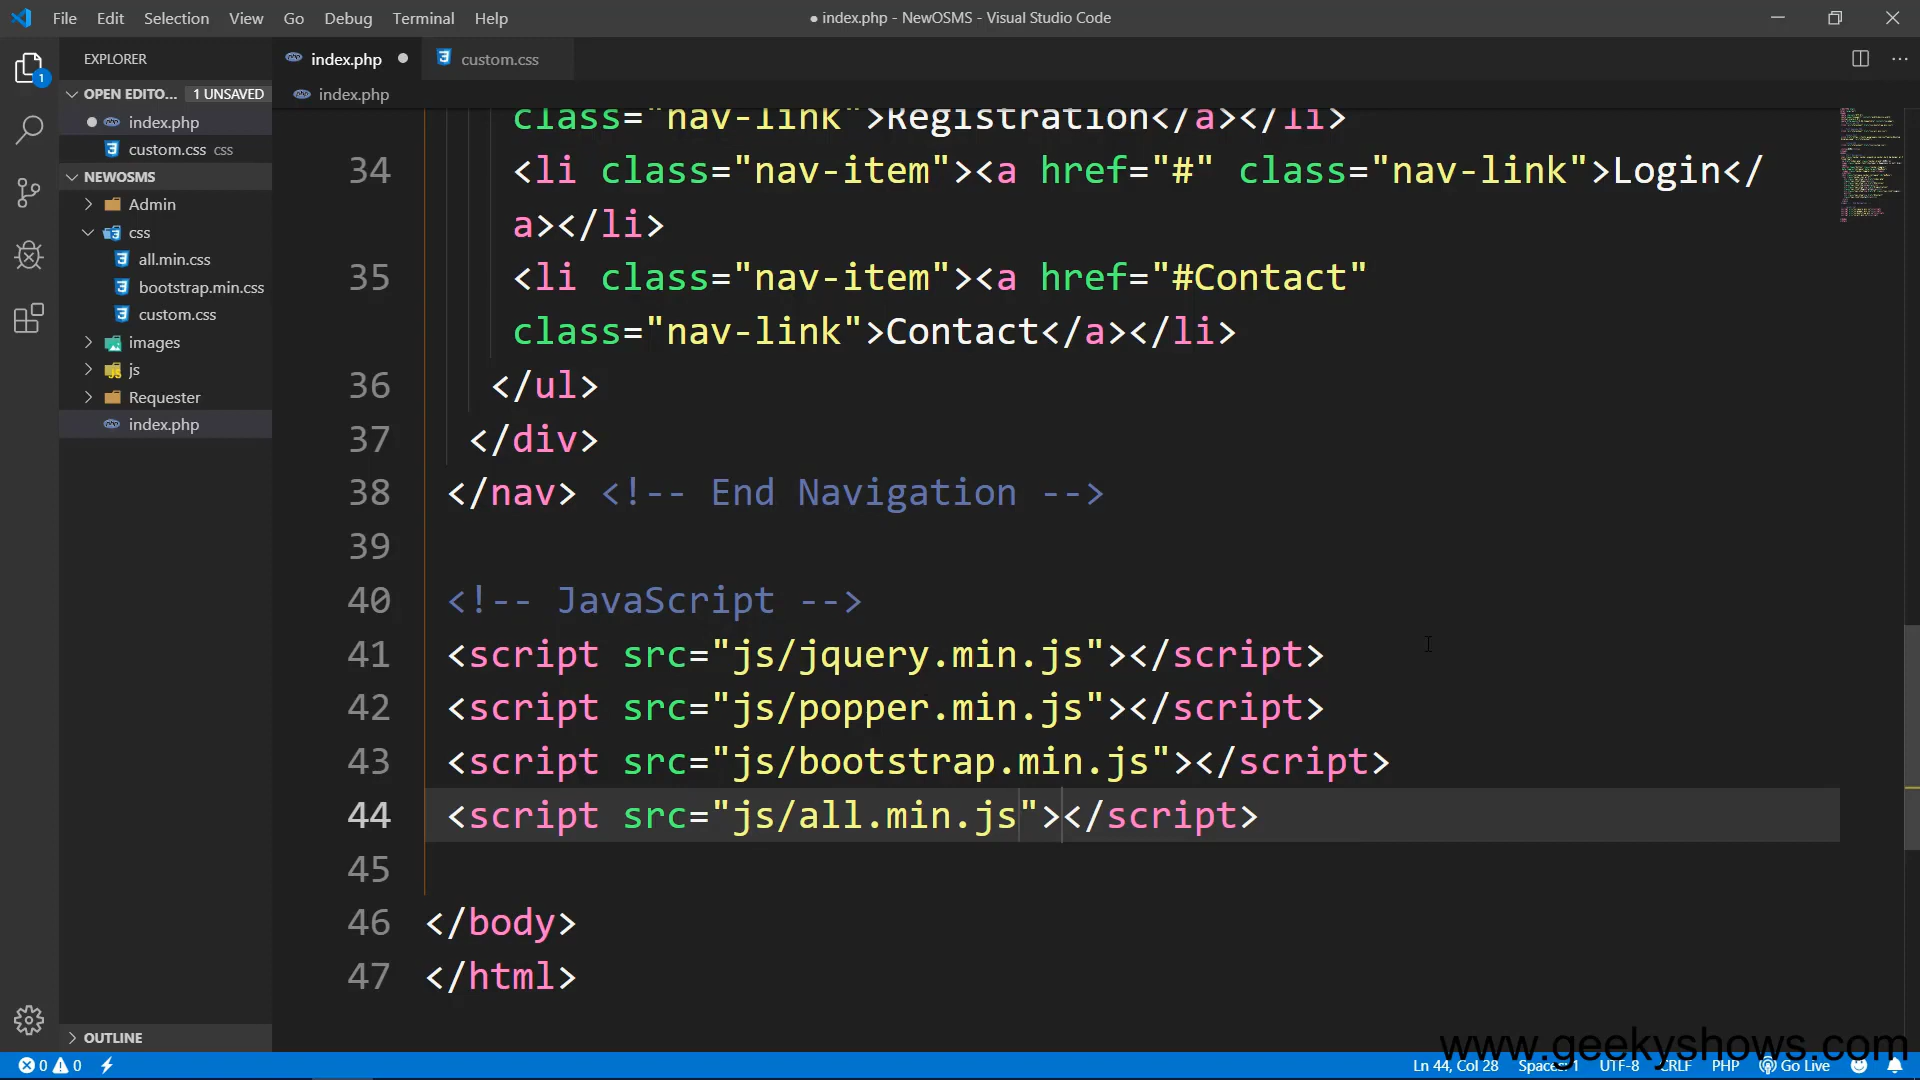 File Edit Selection View Go Debug Terminal Help
● index.php - NewOSMS - Visual Studio Code
EXPLORER
OPEN EDITO... 1 UNSAVED
index.php
custom.css css
NEWOSMS
Admin
css
all.min.css
bootstrap.min.css
custom.css
images
js
Requester
index.php
OUTLINE
index.php ● custom.css
index.php
class="nav-link">Registration</a></li>
34 <li class="nav-item"><a href="#" class="nav-link">Login</
a></li>
35 <li class="nav-item"><a href="#Contact"
class="nav-link">Contact</a></li>
36 </ul>
37 </div>
38 </nav> <!-- End Navigation -->
39
40 <!-- JavaScript -->
41 <script src="js/jquery.min.js"></script>
42 <script src="js/popper.min.js"></script>
43 <script src="js/bootstrap.min.js"></script>
44 <script src="js/all.min.js"></script>
45
46 </body>
47 </html>
www.geekyshows.com
0 0 Ln 44, Col 28 Spaces: 1 UTF-8 CRLF PHP Go Live